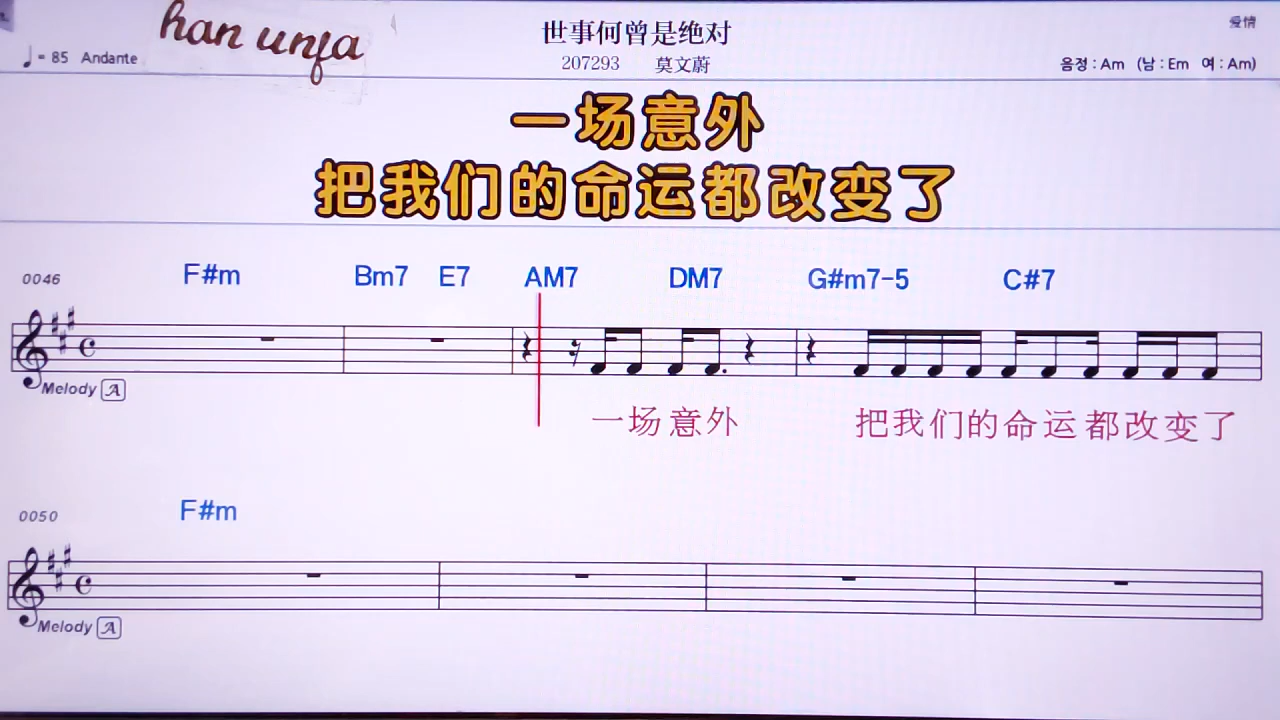 han unja
世事何曾是绝对
爱情
♩= 85 Andante
207293 莫文蔚
음정 : Am (남 : Em 여 : Am)
一场意外
把我们的命运都改变了
0046 F#m Bm7 E7 AM7 DM7 G#m7-5 C#7
Melody A
一场意外 把我们的命运都改变了
0050 F#m
Melody A